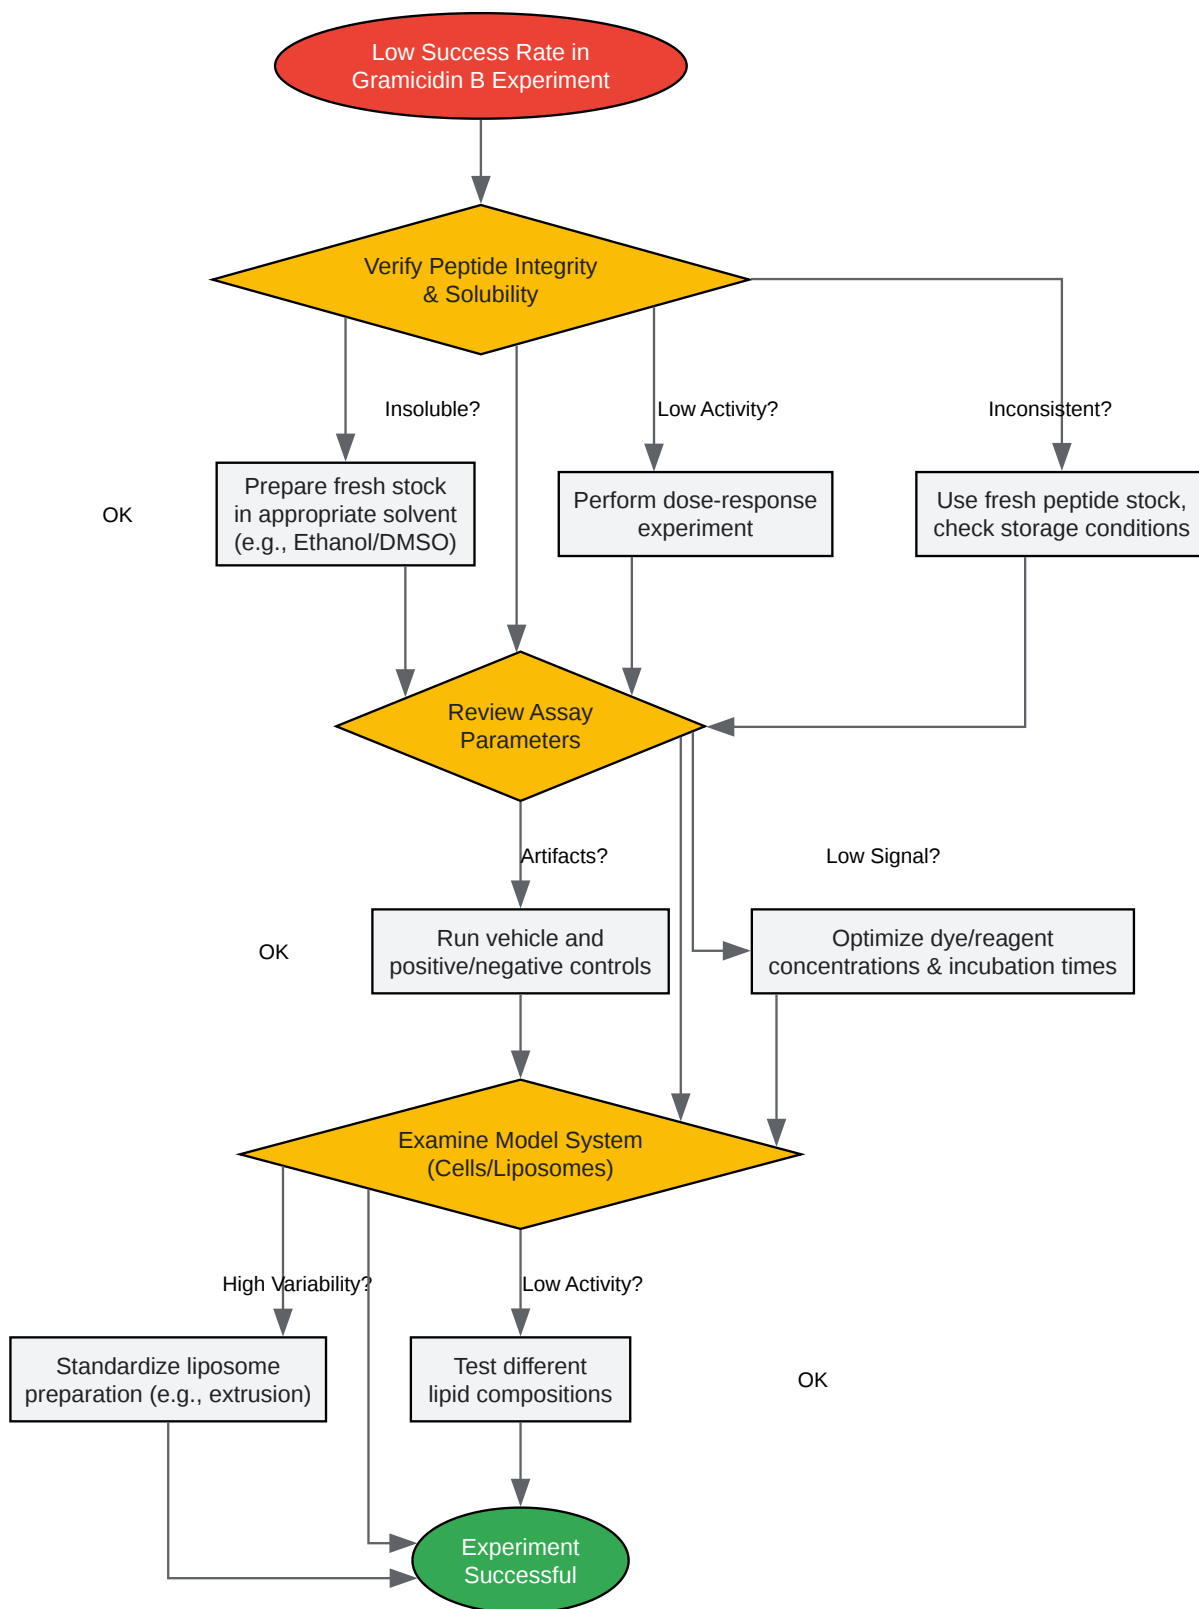 Low Success Rate in
Gramicidin B Experiment
Verify Peptide Integrity
& Solubility
Insoluble?
Low Activity?
Inconsistent?
OK
Prepare fresh stock
in appropriate solvent
(e.g., Ethanol/DMSO)
Perform dose-response
experiment
Use fresh peptide stock,
check storage conditions
Review Assay
Parameters
Artifacts?
Low Signal?
OK
Run vehicle and
positive/negative controls
Optimize dye/reagent
concentrations & incubation times
Examine Model System
(Cells/Liposomes)
High Variability?
Low Activity?
Standardize liposome
preparation (e.g., extrusion)
Test different
lipid compositions
OK
Experiment
Successful